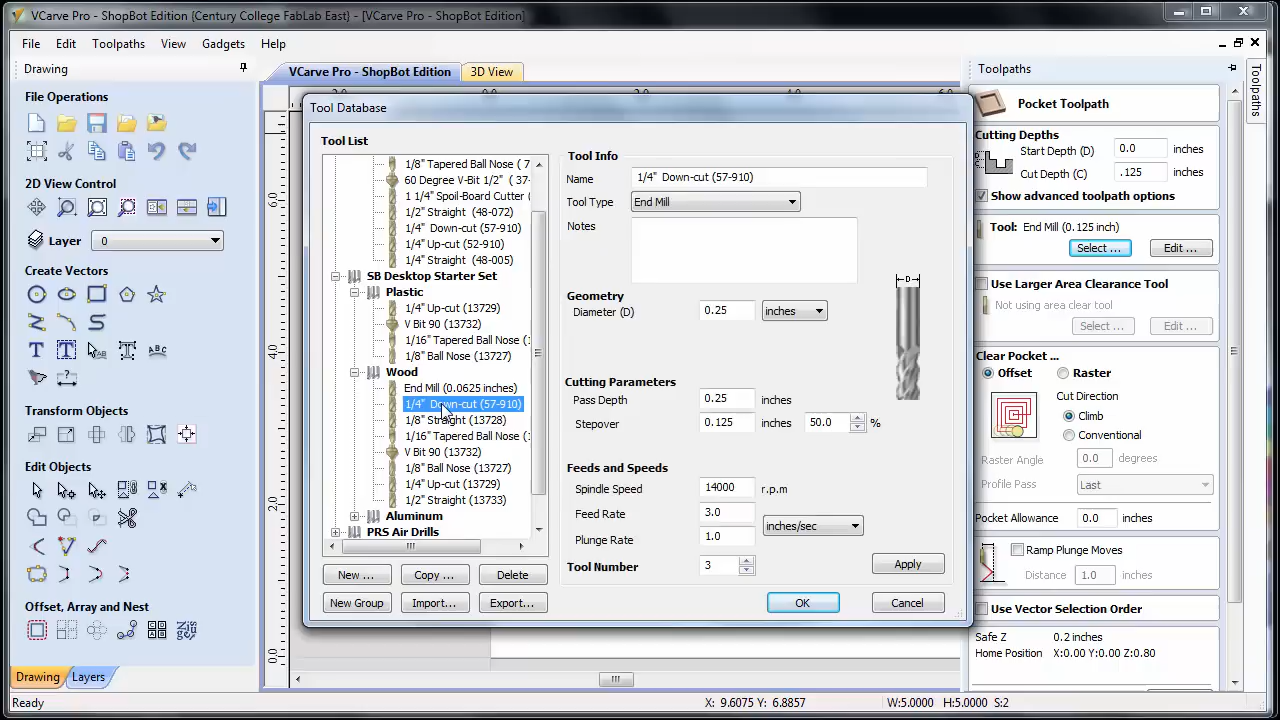 VCarve Pro - ShopBot Edition {Century College FabLab East} - [VCarve Pro - ShopBot Edition]
File Edit Toolpaths View Gadgets Help
Drawing
File Operations
2D View Control
Layer 0
Create Vectors
Transform Objects
Edit Objects
Offset, Array and Nest
Drawing Layers
VCarve Pro - ShopBot Edition 3D View
6.0
4.0
2.0
0.0
Tool Database
Tool List
1/8" Tapered Ball Nose ( 7
60 Degree V-Bit 1/2" ( 37-
1 1/4" Spoil-Board Cutter (
1/2" Straight (48-072)
1/4" Down-cut (57-910)
1/4" Up-cut (52-910)
1/4" Straight (48-005)
SB Desktop Starter Set
Plastic
1/4" Up-cut (13729)
V Bit 90 (13732)
1/16" Tapered Ball Nose (1
1/8" Ball Nose (13727)
Wood
End Mill (0.0625 inches)
1/4" Down-cut (57-910)
1/8" Straight (13728)
1/16" Tapered Ball Nose (1
V Bit 90 (13732)
1/8" Ball Nose (13727)
1/4" Up-cut (13729)
1/2" Straight (13733)
Aluminum
PRS Air Drills
New ... Copy ... Delete
New Group Import... Export...
Tool Info
Name 1/4" Down-cut (57-910)
Tool Type End Mill
Notes
D
Geometry
Diameter (D) 0.25 inches
Cutting Parameters
Pass Depth 0.25 inches
Stepover 0.125 inches 50.0 %
Feeds and Speeds
Spindle Speed 14000 r.p.m
Feed Rate 3.0
inches/sec
Plunge Rate 1.0
Tool Number 3
Apply
OK Cancel
Toolpaths
Toolpaths
Pocket Toolpath
Cutting Depths
Start Depth (D) 0.0 inches
Cut Depth (C) .125 inches
Show advanced toolpath options
Tool: End Mill (0.125 inch)
Select ... Edit ...
Use Larger Area Clearance Tool
Not using area clear tool
Select ... Edit ...
Clear Pocket ...
Offset Raster
Cut Direction
Climb
Conventional
Raster Angle 0.0 degrees
Profile Pass Last
Pocket Allowance 0.0 inches
Ramp Plunge Moves
Distance 1.0 inches
Use Vector Selection Order
Safe Z 0.2 inches
Home Position X:0.00 Y:0.00 Z:0.80
Ready X: 9.6075 Y: 6.8857 W:5.0000 H:5.0000 S:2